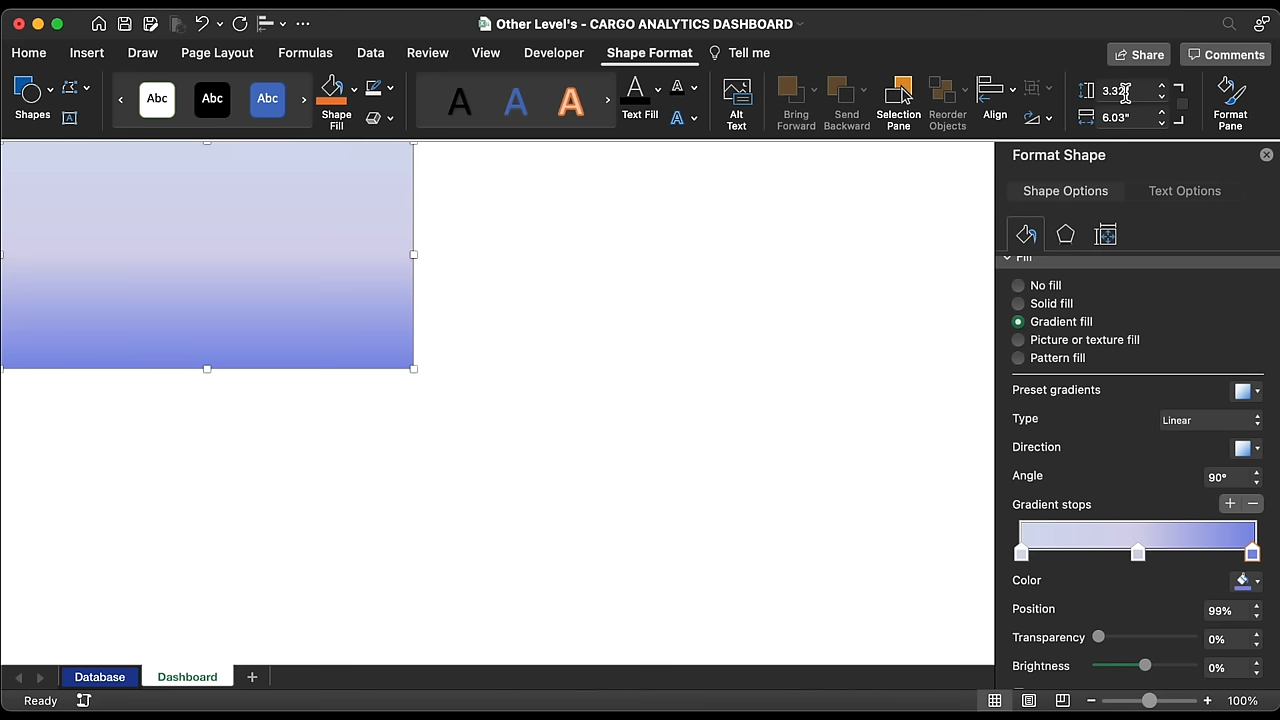 Other Level's - CARGO ANALYTICS DASHBOARD
Home Insert Draw Page Layout Formulas Data Review View Developer Shape Format Tell me Share Comments
Abc Abc Abc A A A A A A
Shapes Shape Fill Text Fill Alt Text Bring Forward Send Backward Selection Pane Reorder Objects Align 3.32 6.03" Format Pane
Format Shape
Shape Options Text Options
Fill
No fill
Solid fill
Gradient fill
Picture or texture fill
Pattern fill
Preset gradients
Type Linear
Direction
Angle 90°
Gradient stops
Color
Position 99%
Transparency 0%
Brightness 0%
Database Dashboard
Ready 100%